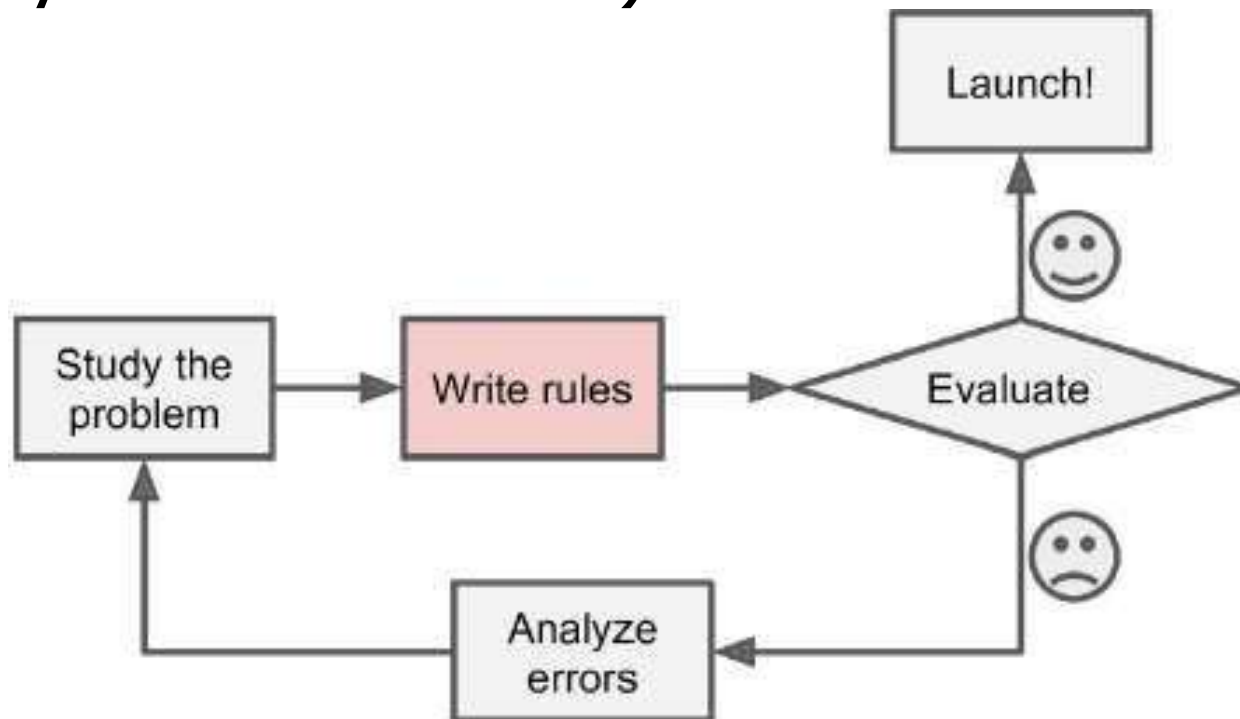 Launch!
Study the
problem
Write rules
Evaluate
Analyze
errors